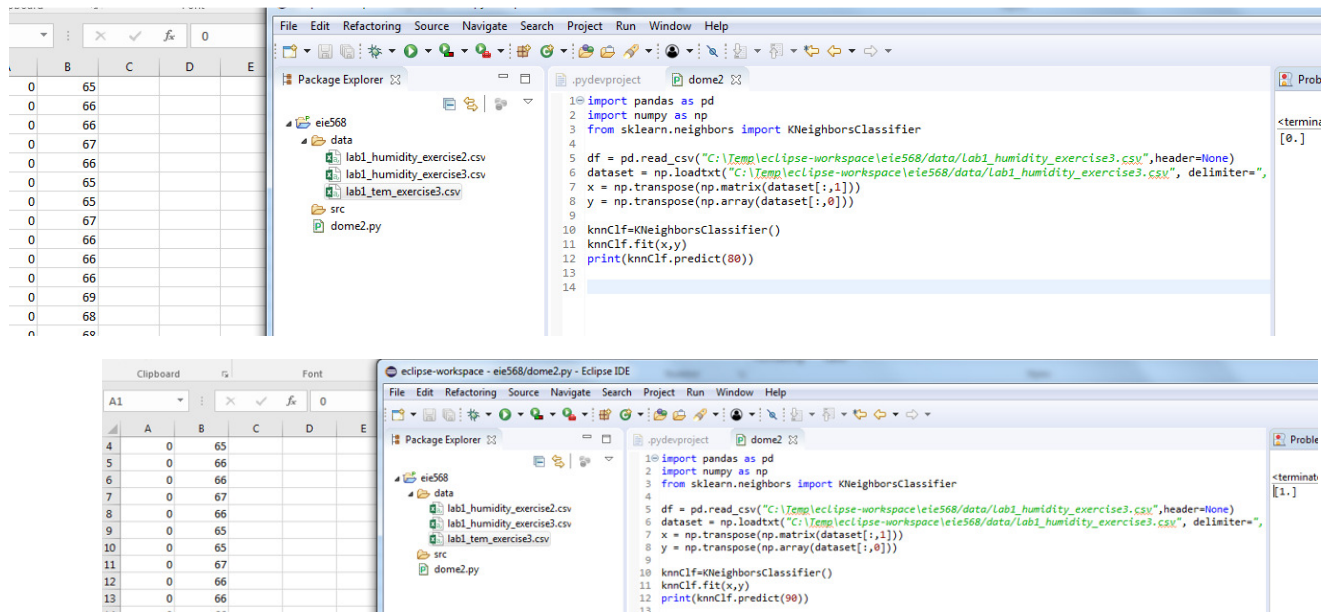 File Edit Refactoring Source Navigate Search Project Run Window Help
fx 0
B C D E
Package Explorer
.pydevproject dome2
Prob
0 65
0 66
0 66
0 67
0 66
0 65
0 65
0 67
0 66
0 66
0 66
0 69
0 68
0 68
eie568
data
lab1_humidity_exercise2.csv
lab1_humidity_exercise3.csv
lab1_tem_exercise3.csv
src
dome2.py
1 import pandas as pd
2 import numpy as np
3 from sklearn.neighbors import KNeighborsClassifier
4
5 df = pd.read_csv("C:\Temp\eclipse-workspace\eie568/data/lab1_humidity_exercise3.csv",header=None)
6 dataset = np.loadtxt("C:\Temp\eclipse-workspace\eie568/data/lab1_humidity_exercise3.csv", delimiter=",
7 x = np.transpose(np.matrix(dataset[:,1]))
8 y = np.transpose(np.array(dataset[:,0]))
9
10 knnClf=KNeighborsClassifier()
11 knnClf.fit(x,y)
12 print(knnClf.predict(80))
13
14
<termina
[0.]
Clipboard Font
eclipse-workspace - eie568/dome2.py - Eclipse IDE
File Edit Refactoring Source Navigate Search Project Run Window Help
A1 fx 0
A B C D E
4 0 65
5 0 66
6 0 66
7 0 67
8 0 66
9 0 65
10 0 65
11 0 67
12 0 66
13 0 66
Package Explorer
.pydevproject dome2
Proble
eie568
data
lab1_humidity_exercise2.csv
lab1_humidity_exercise3.csv
lab1_tem_exercise3.csv
src
dome2.py
1 import pandas as pd
2 import numpy as np
3 from sklearn.neighbors import KNeighborsClassifier
4
5 df = pd.read_csv("C:\Temp\eclipse-workspace\eie568/data/lab1_humidity_exercise3.csv",header=None)
6 dataset = np.loadtxt("C:\Temp\eclipse-workspace\eie568/data/lab1_humidity_exercise3.csv", delimiter=",
7 x = np.transpose(np.matrix(dataset[:,1]))
8 y = np.transpose(np.array(dataset[:,0]))
9
10 knnClf=KNeighborsClassifier()
11 knnClf.fit(x,y)
12 print(knnClf.predict(90))
13
<terminat
[1.]